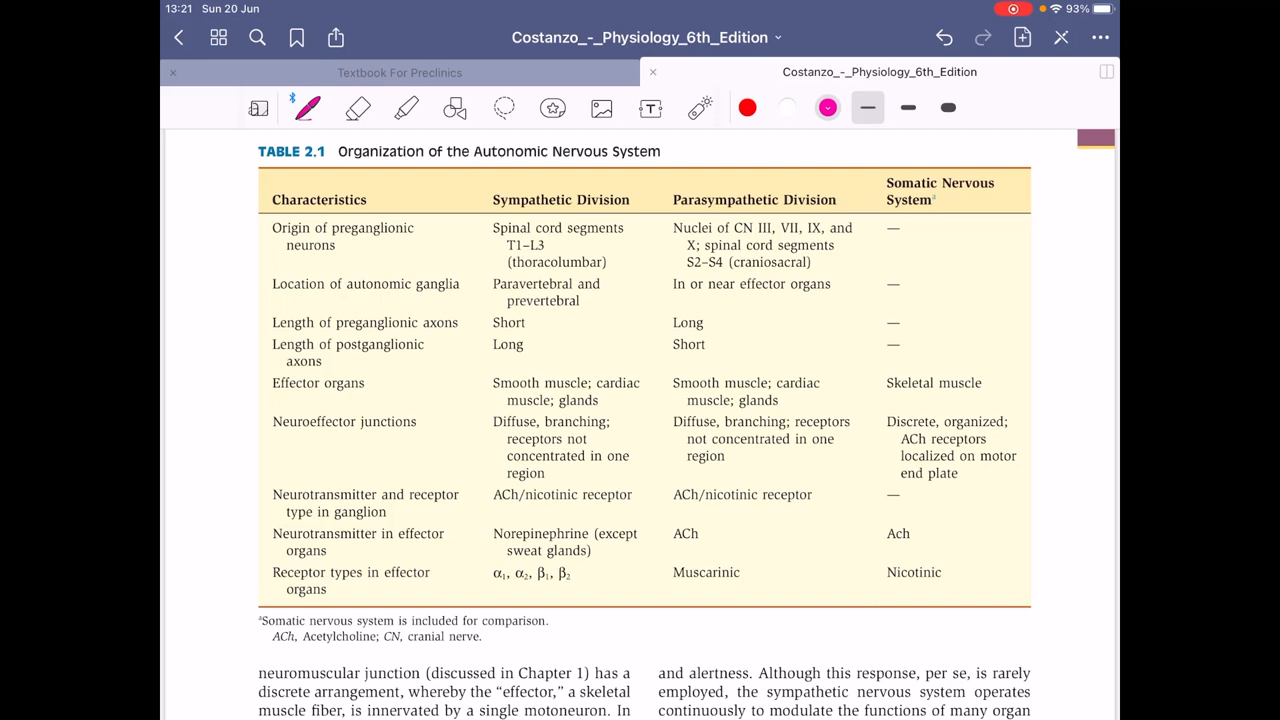 13:21 Sun 20 Jun
93%
Costanzo_-_Physiology_6th_Edition
Textbook For Preclinics
Costanzo_-_Physiology_6th_Edition
TABLE 2.1 Organization of the Autonomic Nervous System
Characteristics Sympathetic Division Parasympathetic Division Somatic Nervous Systemᵃ
Origin of preganglionic neurons Spinal cord segments T1–L3 (thoracolumbar) Nuclei of CN III, VII, IX, and X; spinal cord segments S2–S4 (craniosacral) —
Location of autonomic ganglia Paravertebral and prevertebral In or near effector organs —
Length of preganglionic axons Short Long —
Length of postganglionic axons Long Short —
Effector organs Smooth muscle; cardiac muscle; glands Smooth muscle; cardiac muscle; glands Skeletal muscle
Neuroeffector junctions Diffuse, branching; receptors not concentrated in one region Diffuse, branching; receptors not concentrated in one region Discrete, organized; ACh receptors localized on motor end plate
Neurotransmitter and receptor type in ganglion ACh/nicotinic receptor ACh/nicotinic receptor —
Neurotransmitter in effector organs Norepinephrine (except sweat glands) ACh Ach
Receptor types in effector organs α₁, α₂, β₁, β₂ Muscarinic Nicotinic
ᵃSomatic nervous system is included for comparison.
ACh, Acetylcholine; CN, cranial nerve.
neuromuscular junction (discussed in Chapter 1) has a
discrete arrangement, whereby the “effector,” a skeletal
muscle fiber, is innervated by a single motoneuron. In
and alertness. Although this response, per se, is rarely
employed, the sympathetic nervous system operates
continuously to modulate the functions of many organ